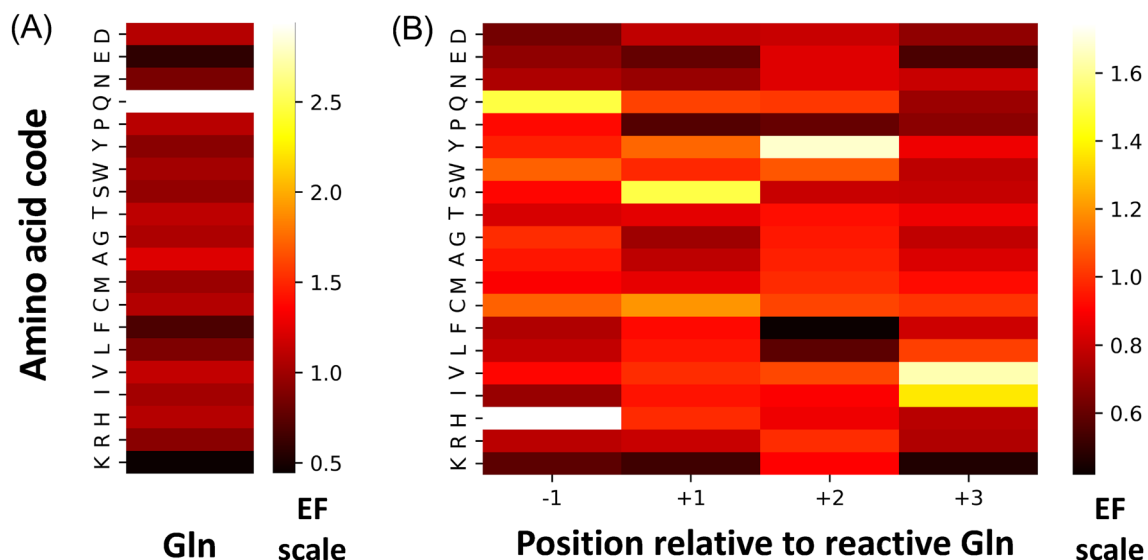 (A)
Amino acid code
D
E
N
Q
P
Y
W
S
T
G
A
M
C
F
L
V
I
H
R
K
Gln
2.5
2.0
1.5
1.0
0.5
EF
scale
(B)
D
E
N
Q
P
Y
W
S
T
G
A
M
C
F
L
V
I
H
R
K
-1
+1
+2
+3
Position relative to reactive Gln
1.6
1.4
1.2
1.0
0.8
0.6
EF
scale